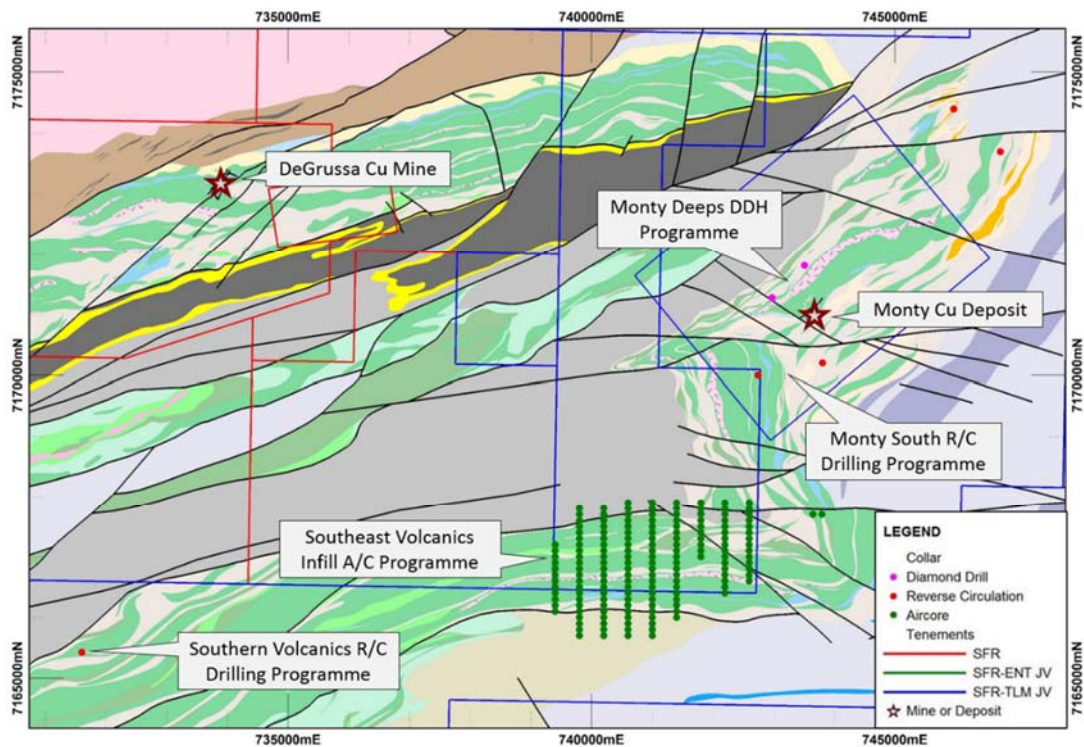 735000mE
740000mE
745000mE
7175000mN
7175000mN
DeGrussa Cu Mine
Monty Deeps DDH
Programme
Monty Cu Deposit
7170000mN
7170000mN
Monty South R/C
Drilling Programme
Southeast Volcanics
Infill A/C Programme
Southern Volcanics R/C
Drilling Programme
7165000mN
7165000mN
LEGEND
Collar
Diamond Drill
Reverse Circulation
Aircore
Tenements
SFR
SFR-ENT JV
SFR-TLM JV
Mine or Deposit
735000mE
740000mE
745000mE